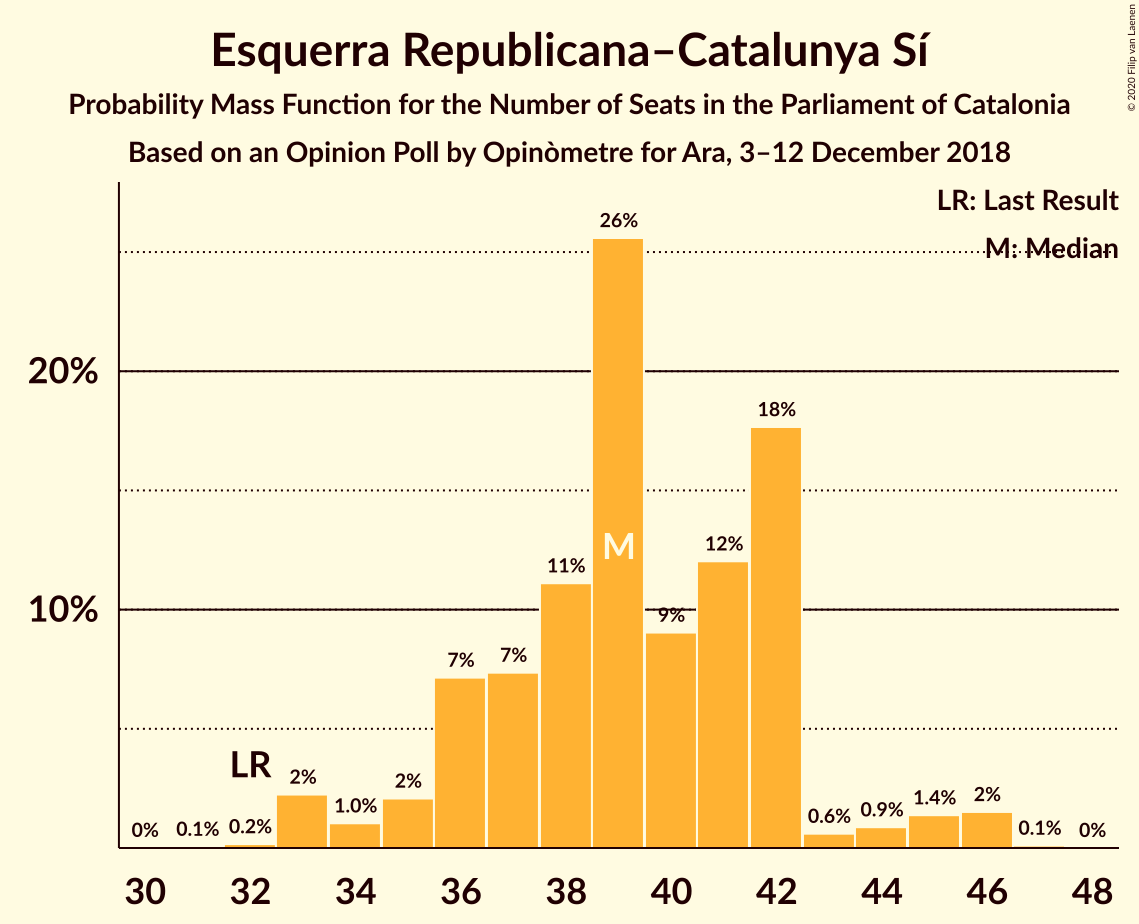 Esquerra Republicana–Catalunya Sí
Probability Mass Function for the Number of Seats in the Parliament of Catalonia
Based on an Opinion Poll by Opinòmetre for Ara, 3–12 December 2018
© 2020 Filip van Laenen
LR: Last Result
M: Median
20%
10%
0%
0.1%
0.2%
LR
2%
1.0%
2%
7%
7%
11%
26%
M
9%
12%
18%
0.6%
0.9%
1.4%
2%
0.1%
0%
30 32 34 36 38 40 42 44 46 48